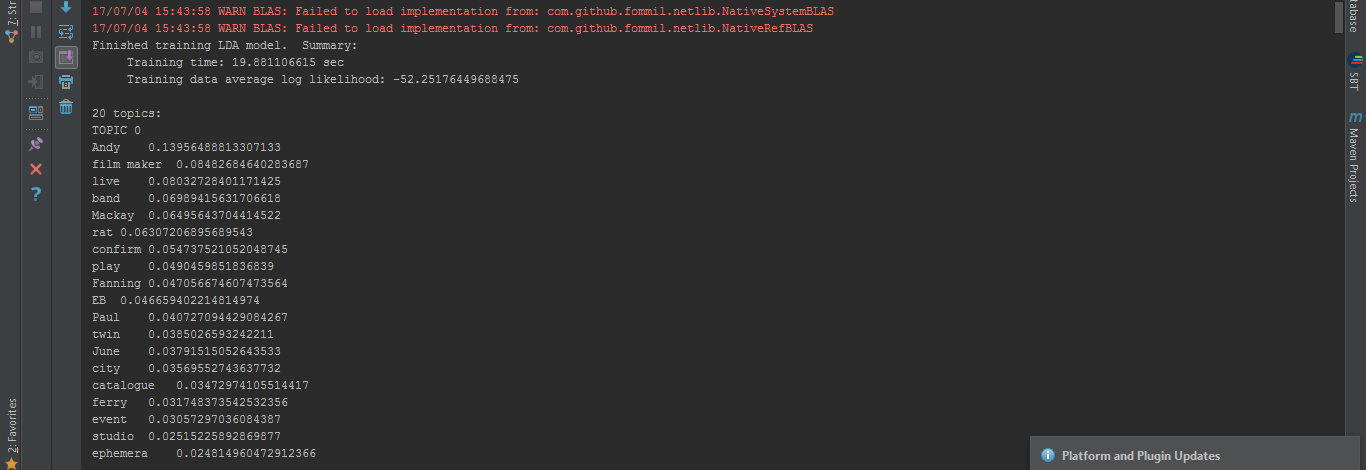 17/07/04 15:43:58 WARN BLAS: Failed to load implementation from: com.github.fommil.netlib.NativeSystemBLAS
17/07/04 15:43:58 WARN BLAS: Failed to load implementation from: com.github.fommil.netlib.NativeRefBLAS
Finished training LDA model.  Summary:
Training time: 19.881106615 sec
Training data average log likelihood: -52.25176449688475
20 topics:
TOPIC 0
Andy 0.13956488813307133
film maker 0.08482684640283687
live 0.08032728401171425
band 0.06989415631706618
Mackay 0.06495643704414522
rat 0.06307206895689543
confirm 0.054737521052048745
play 0.0490459851836839
Fanning 0.047056674607473564
EB 0.046659402214814974
Paul 0.040727094429084267
twin 0.0385026593242211
June 0.03791515052643533
city 0.03569552743637732
catalogue 0.03472974105514417
ferry 0.031748373542532356
event 0.03057297036084387
studio 0.02515225892869877
ephemera 0.024814960472912366
7: Str
2: Favorites
tabase
SBT
Maven Projects
Platform and Plugin Updates